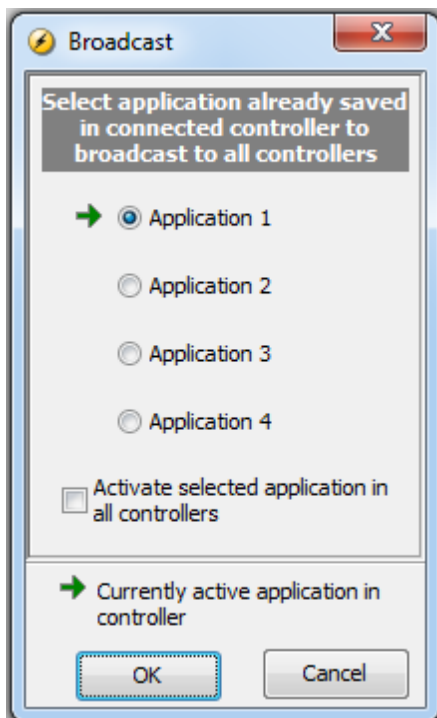 Broadcast
Select application already saved
in connected controller to
broadcast to all controllers
Application 1
Application 2
Application 3
Application 4
Activate selected application in
all controllers
Currently active application in
controller
OK
Cancel